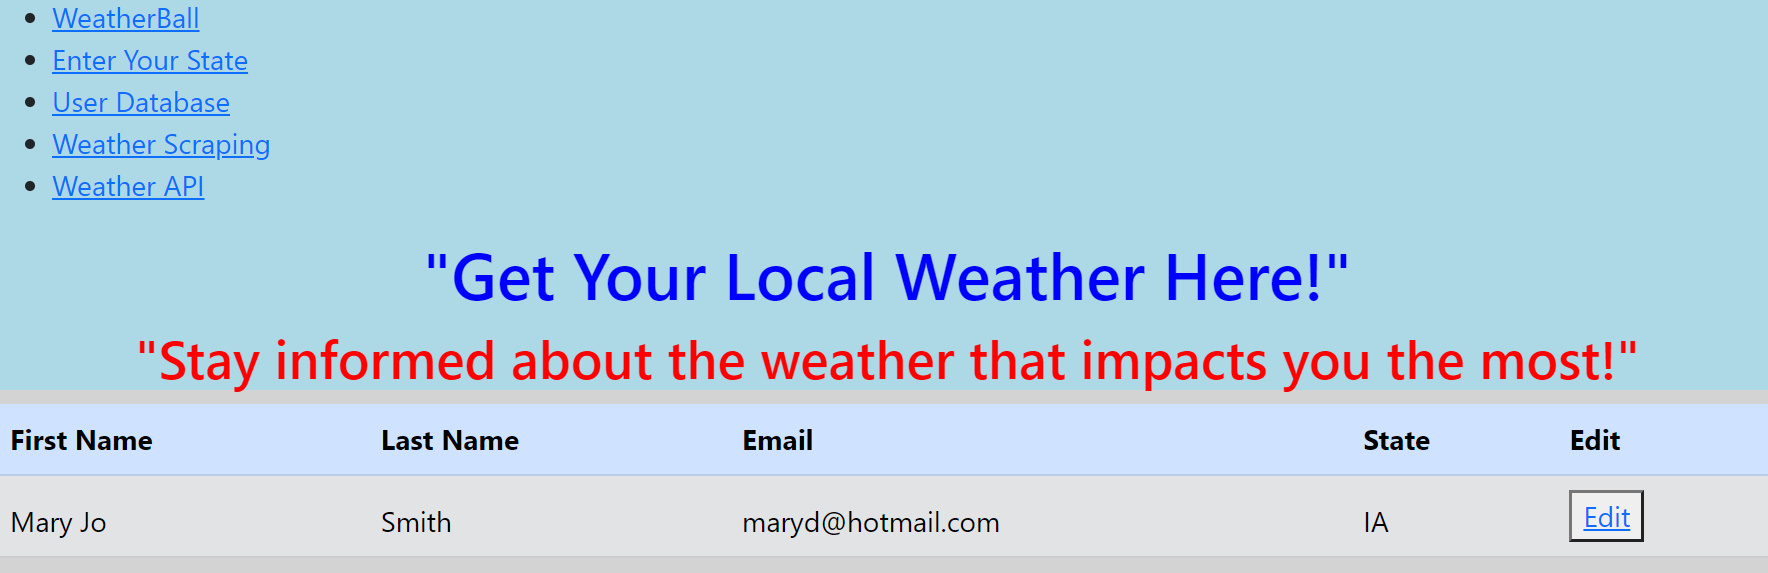 WeatherBall
Enter Your State
User Database
Weather Scraping
Weather API
"Get Your Local Weather Here!"
"Stay informed about the weather that impacts you the most!"
First Name Last Name Email State Edit
Mary Jo Smith maryd@hotmail.com IA Edit